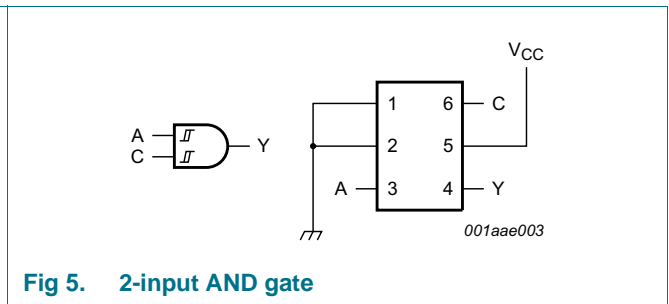 VCC
A
C
Y
1 6 C
2 5
A 3 4 Y
001aae003
Fig 5. 2-input AND gate